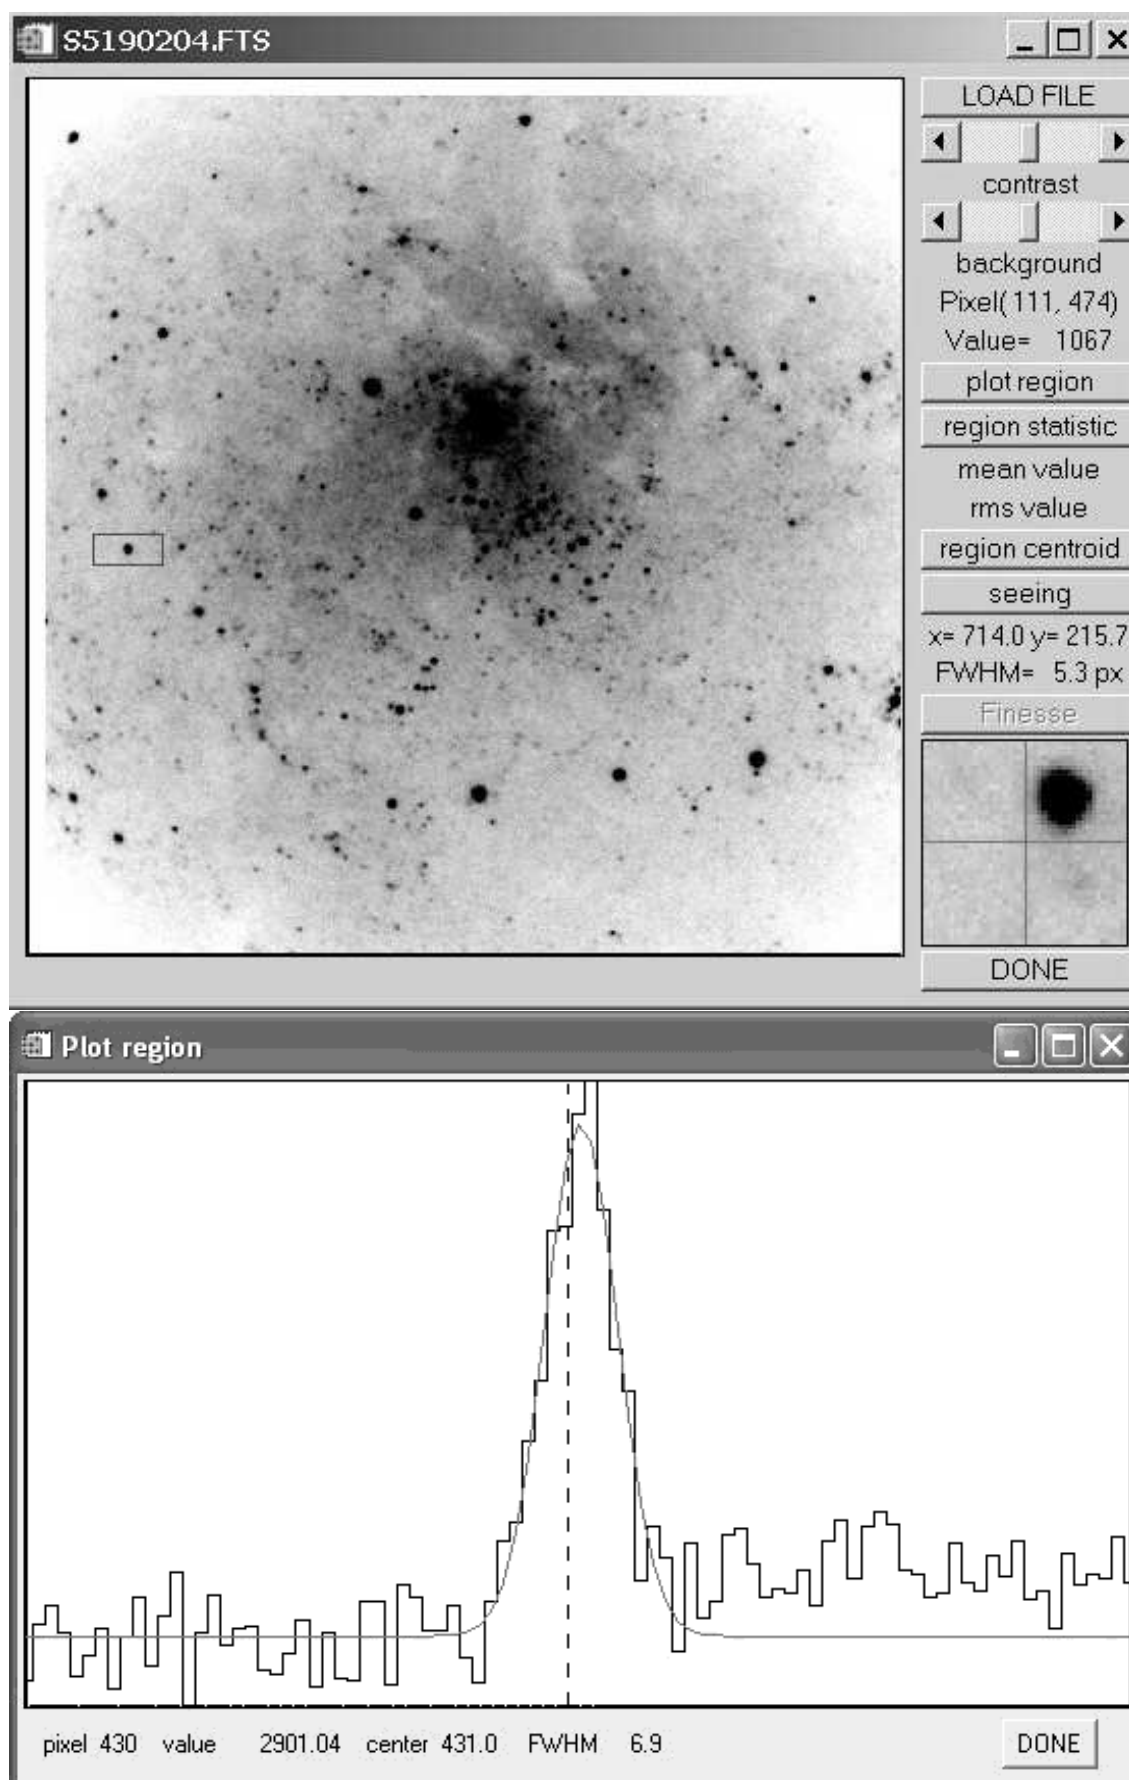 S5190204.FTS
LOAD FILE
contrast
background
Pixel( 111, 474)
Value= 1067
plot region
region statistic
mean value
rms value
region centroid
seeing
x= 714.0 y= 215.7
FWHM= 5.3 px
Finesse
DONE
Plot region
pixel 430 value 2901.04 center 431.0 FWHM 6.9
DONE